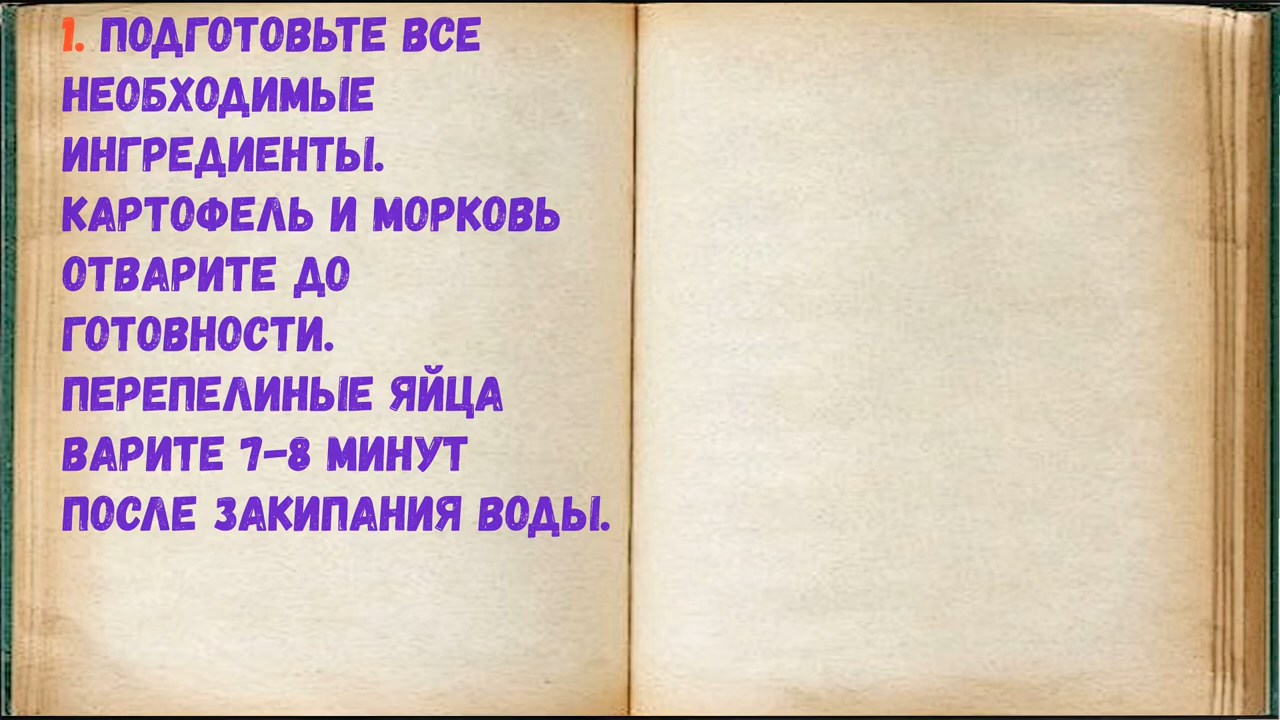 1. ПОДГОТОВЬТЕ ВСЕ
НЕОБХОДИМЫЕ
ИНГРЕДИЕНТЫ.
КАРТОФЕЛЬ И МОРКОВЬ
ОТВАРИТЕ ДО
ГОТОВНОСТИ.
ПЕРЕПЕЛИНЫЕ ЯЙЦА
ВАРИТЕ 7–8 МИНУТ
ПОСЛЕ ЗАКИПАНИЯ ВОДЫ.